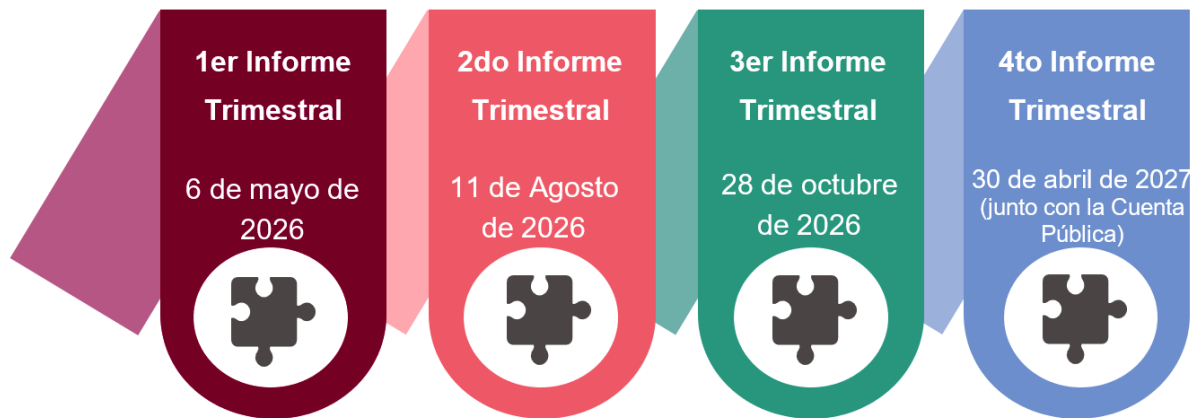 1er Informe
Trimestral
6 de mayo de
2026
2do Informe
Trimestral
11 de Agosto
de 2026
3er Informe
Trimestral
28 de octubre
de 2026
4to Informe
Trimestral
30 de abril de 2027
(junto con la Cuenta
Pública)